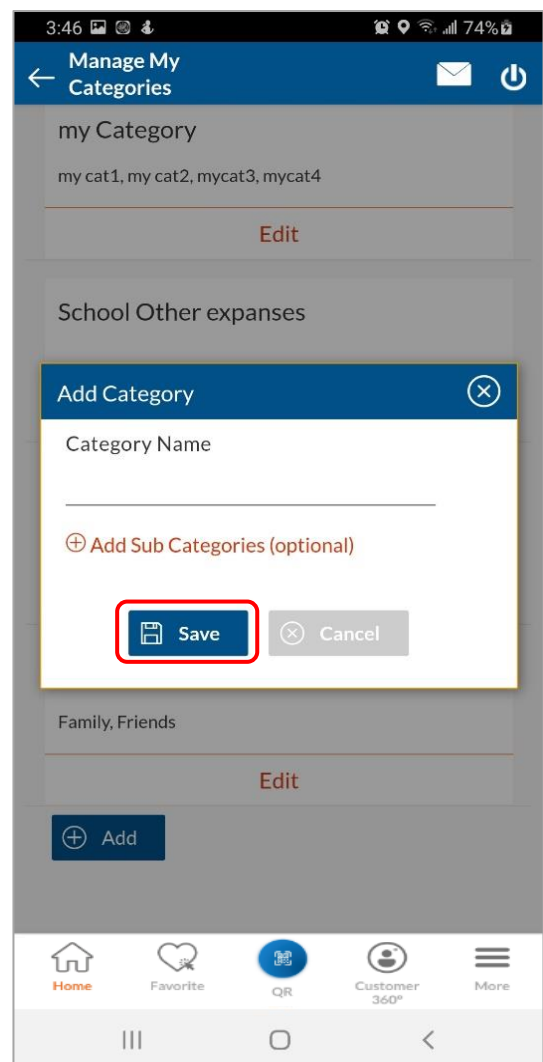 3:46 74%
Manage My
Categories
my Category
my cat1, my cat2, mycat3, mycat4
Edit
School Other expanses
Add Category
Category Name
Add Sub Categories (optional)
Save Cancel
Family, Friends
Edit
Add
Home Favorite QR Customer 360° More